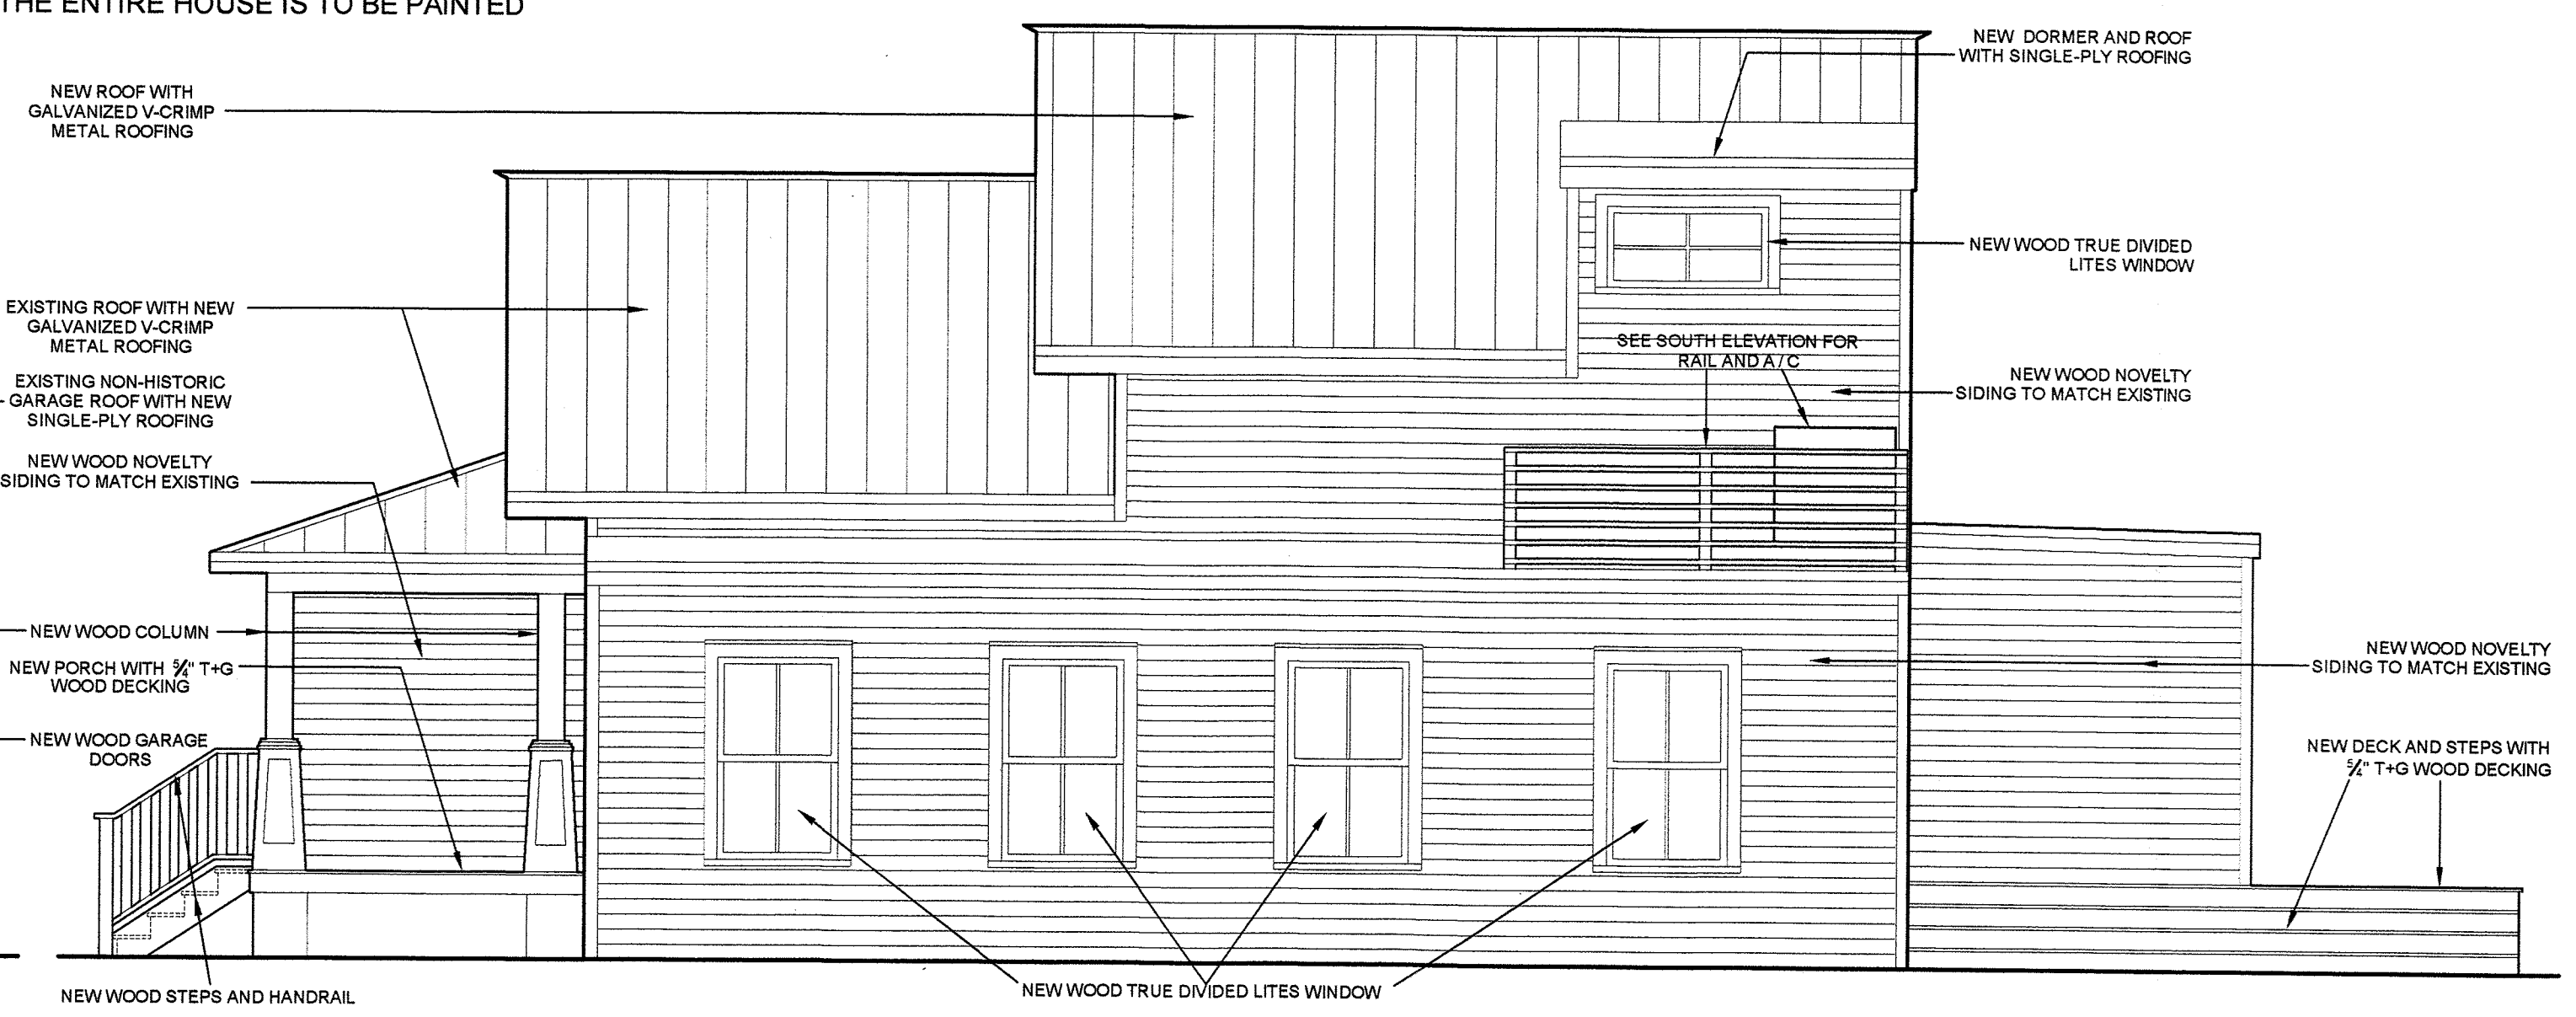 THE ENTIRE HOUSE IS TO BE PAINTED
NEW ROOF WITH
GALVANIZED V-CRIMP
METAL ROOFING
EXISTING ROOF WITH NEW
GALVANIZED V-CRIMP
METAL ROOFING
EXISTING NON-HISTORIC
GARAGE ROOF WITH NEW
SINGLE-PLY ROOFING
NEW WOOD NOVELTY
SIDING TO MATCH EXISTING
NEW WOOD COLUMN
NEW PORCH WITH 5/4" T+G
WOOD DECKING
NEW WOOD GARAGE
DOORS
NEW WOOD STEPS AND HANDRAIL
NEW DORMER AND ROOF
WITH SINGLE-PLY ROOFING
NEW WOOD TRUE DIVIDED
LITES WINDOW
SEE SOUTH ELEVATION FOR
RAIL AND A/C
NEW WOOD NOVELTY
SIDING TO MATCH EXISTING
NEW WOOD NOVELTY
SIDING TO MATCH EXISTING
NEW DECK AND STEPS WITH
5/4" T+G WOOD DECKING
NEW WOOD TRUE DIVIDED LITES WINDOW